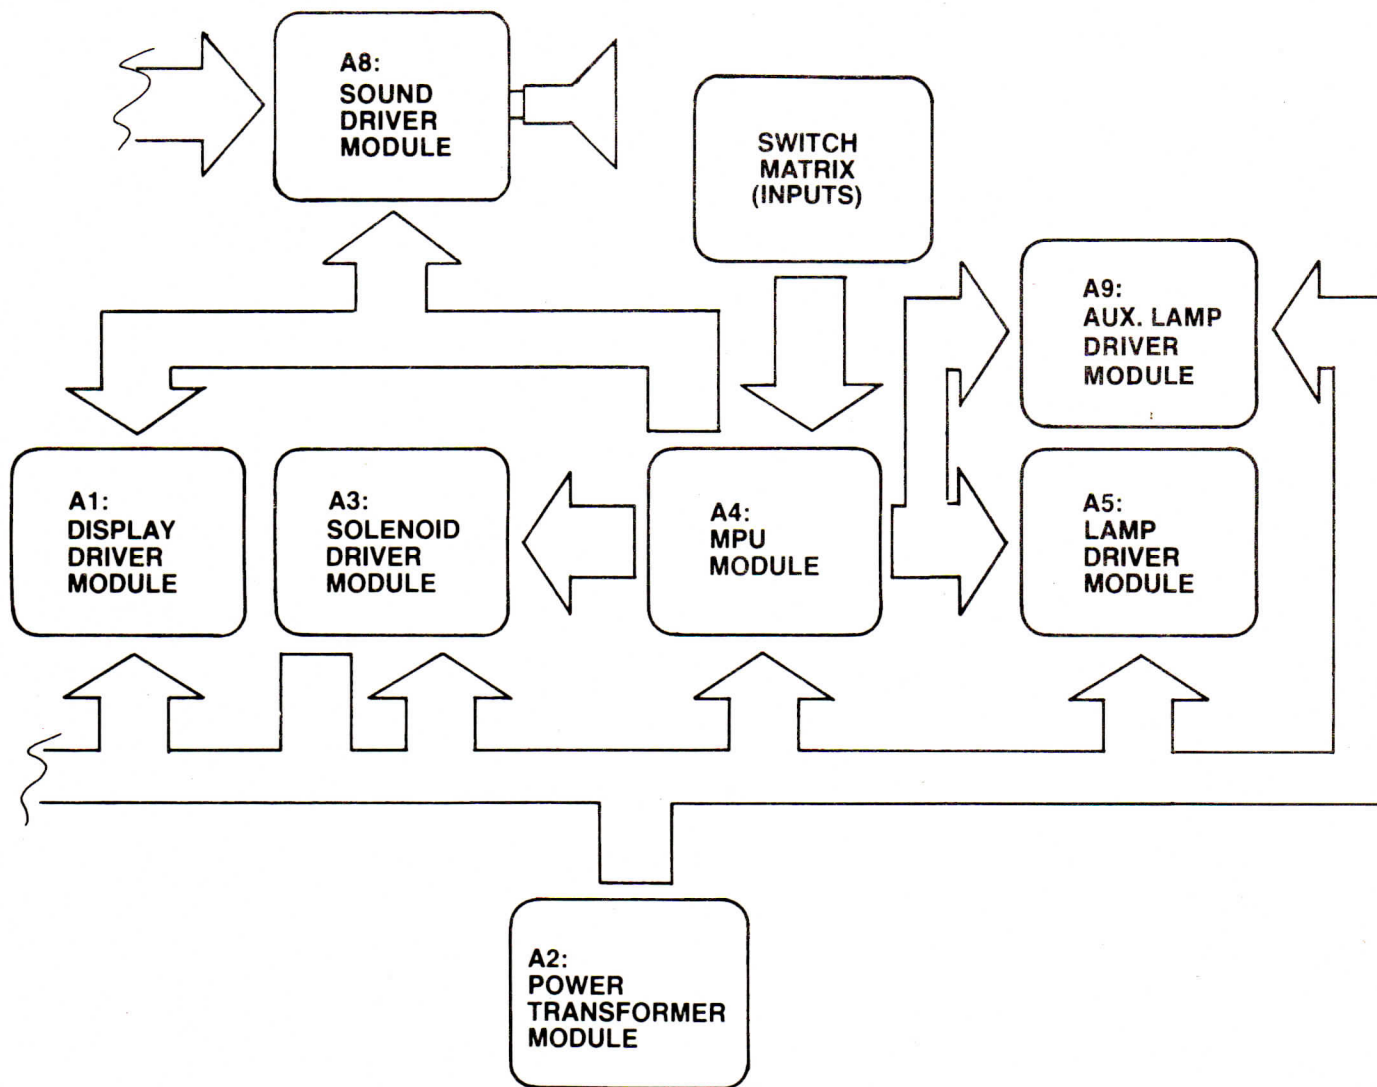 A8:
SOUND
DRIVER
MODULE
SWITCH
MATRIX
(INPUTS)
A9:
AUX. LAMP
DRIVER
MODULE
A1:
DISPLAY
DRIVER
MODULE
A3:
SOLENOID
DRIVER
MODULE
A4:
MPU
MODULE
A5:
LAMP
DRIVER
MODULE
A2:
POWER
TRANSFORMER
MODULE